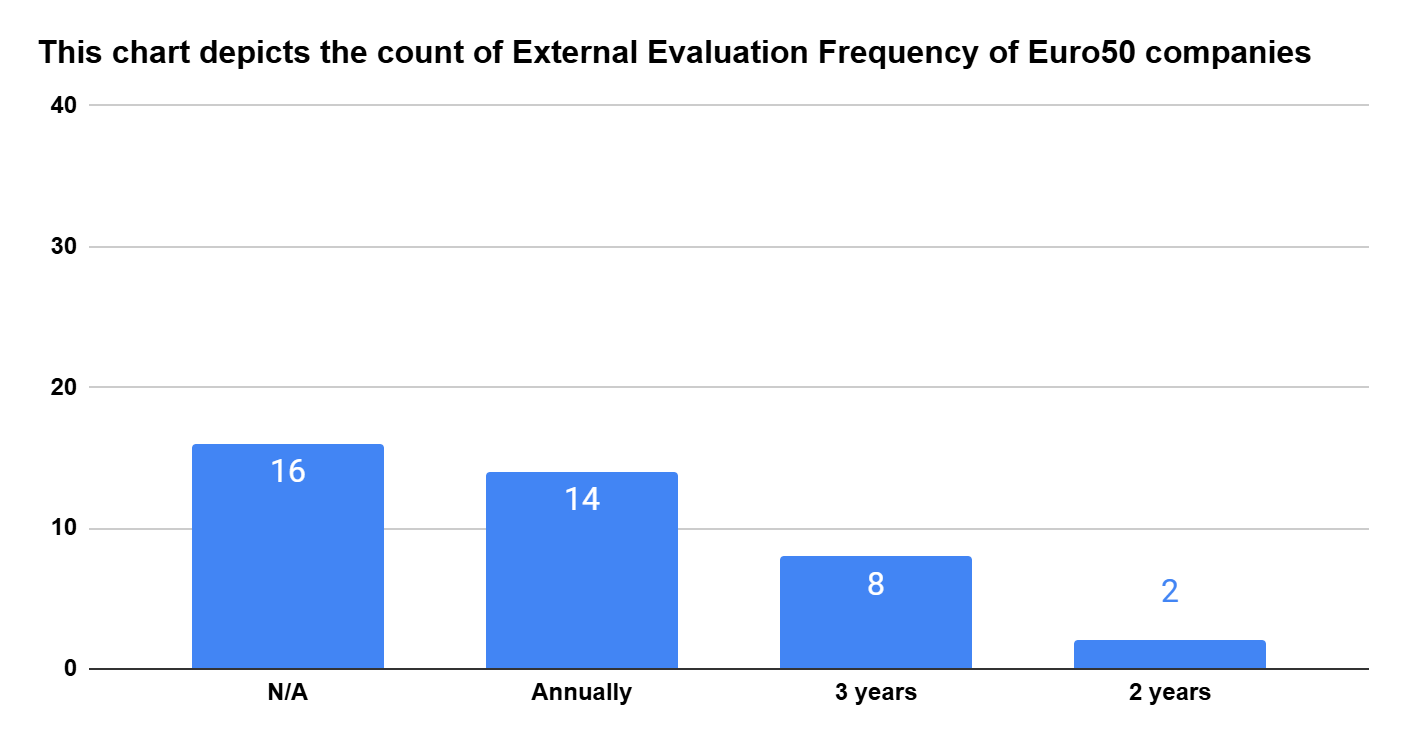 This chart depicts the count of External Evaluation Frequency of Euro50 companies
40
30
20
10
0
16
14
8
2
N/A
Annually
3 years
2 years